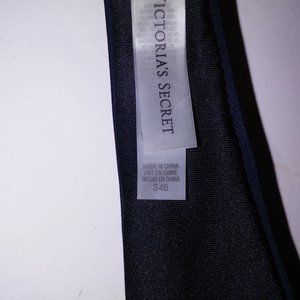 VICTORIA'S SECRET
MADE IN CHINA
FAIT EN CHINE
HECHO EN CHINA
34B